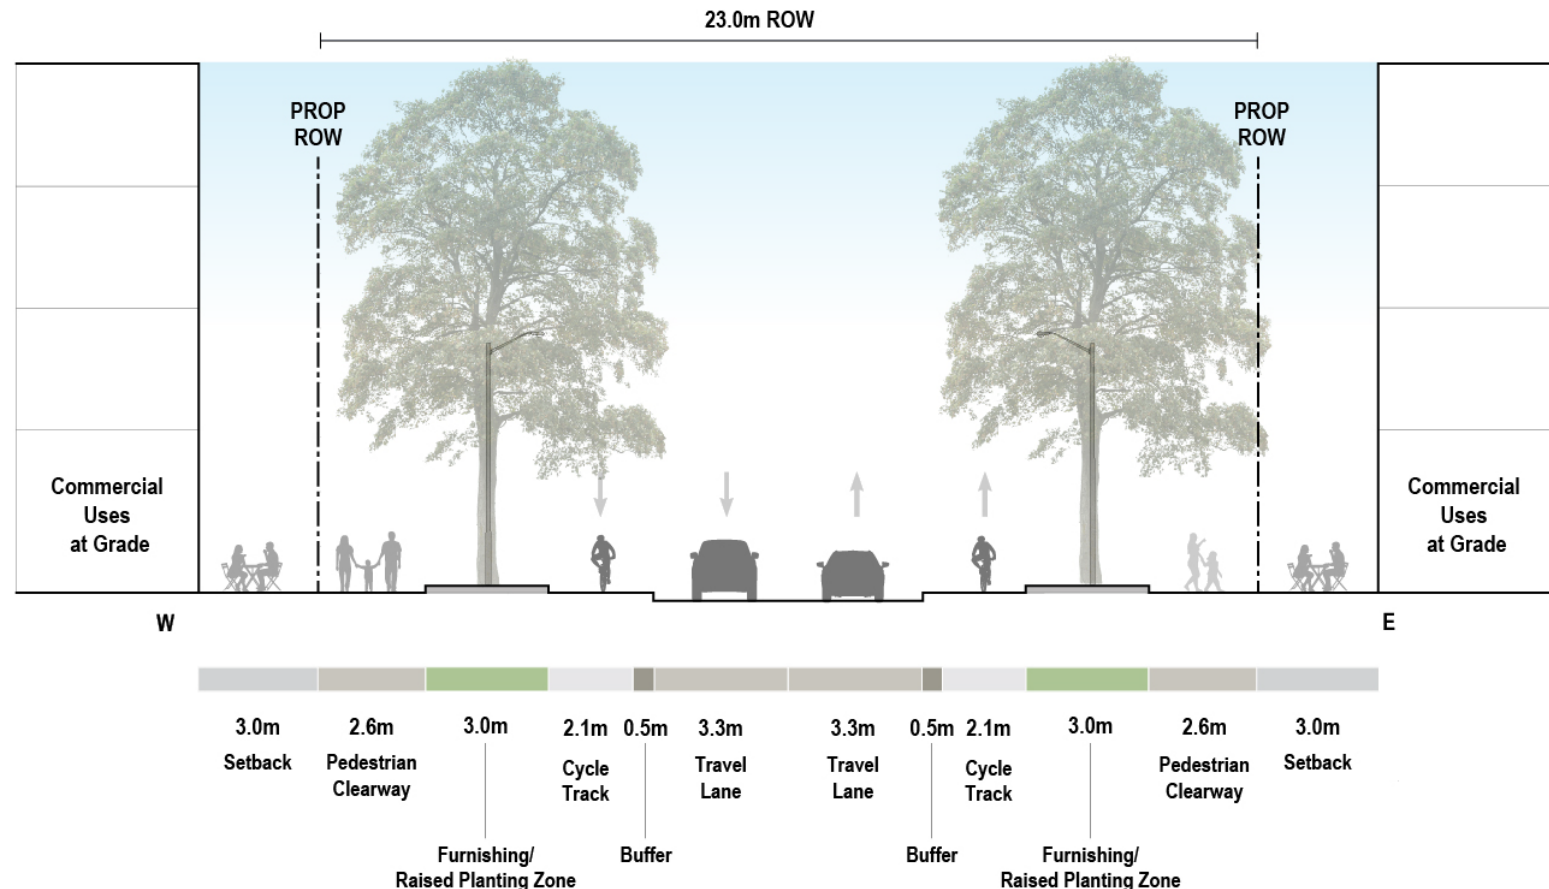 23.0m ROW
PROP
ROW
PROP
ROW
Commercial
Uses
at Grade
Commercial
Uses
at Grade
W
E
3.0m
2.6m
3.0m
2.1m
0.5m
3.3m
3.3m
0.5m
2.1m
3.0m
2.6m
3.0m
Setback
Pedestrian
Clearway
Cycle
Track
Travel
Lane
Travel
Lane
Cycle
Track
Pedestrian
Clearway
Setback
Furnishing/
Raised Planting Zone
Buffer
Buffer
Furnishing/
Raised Planting Zone